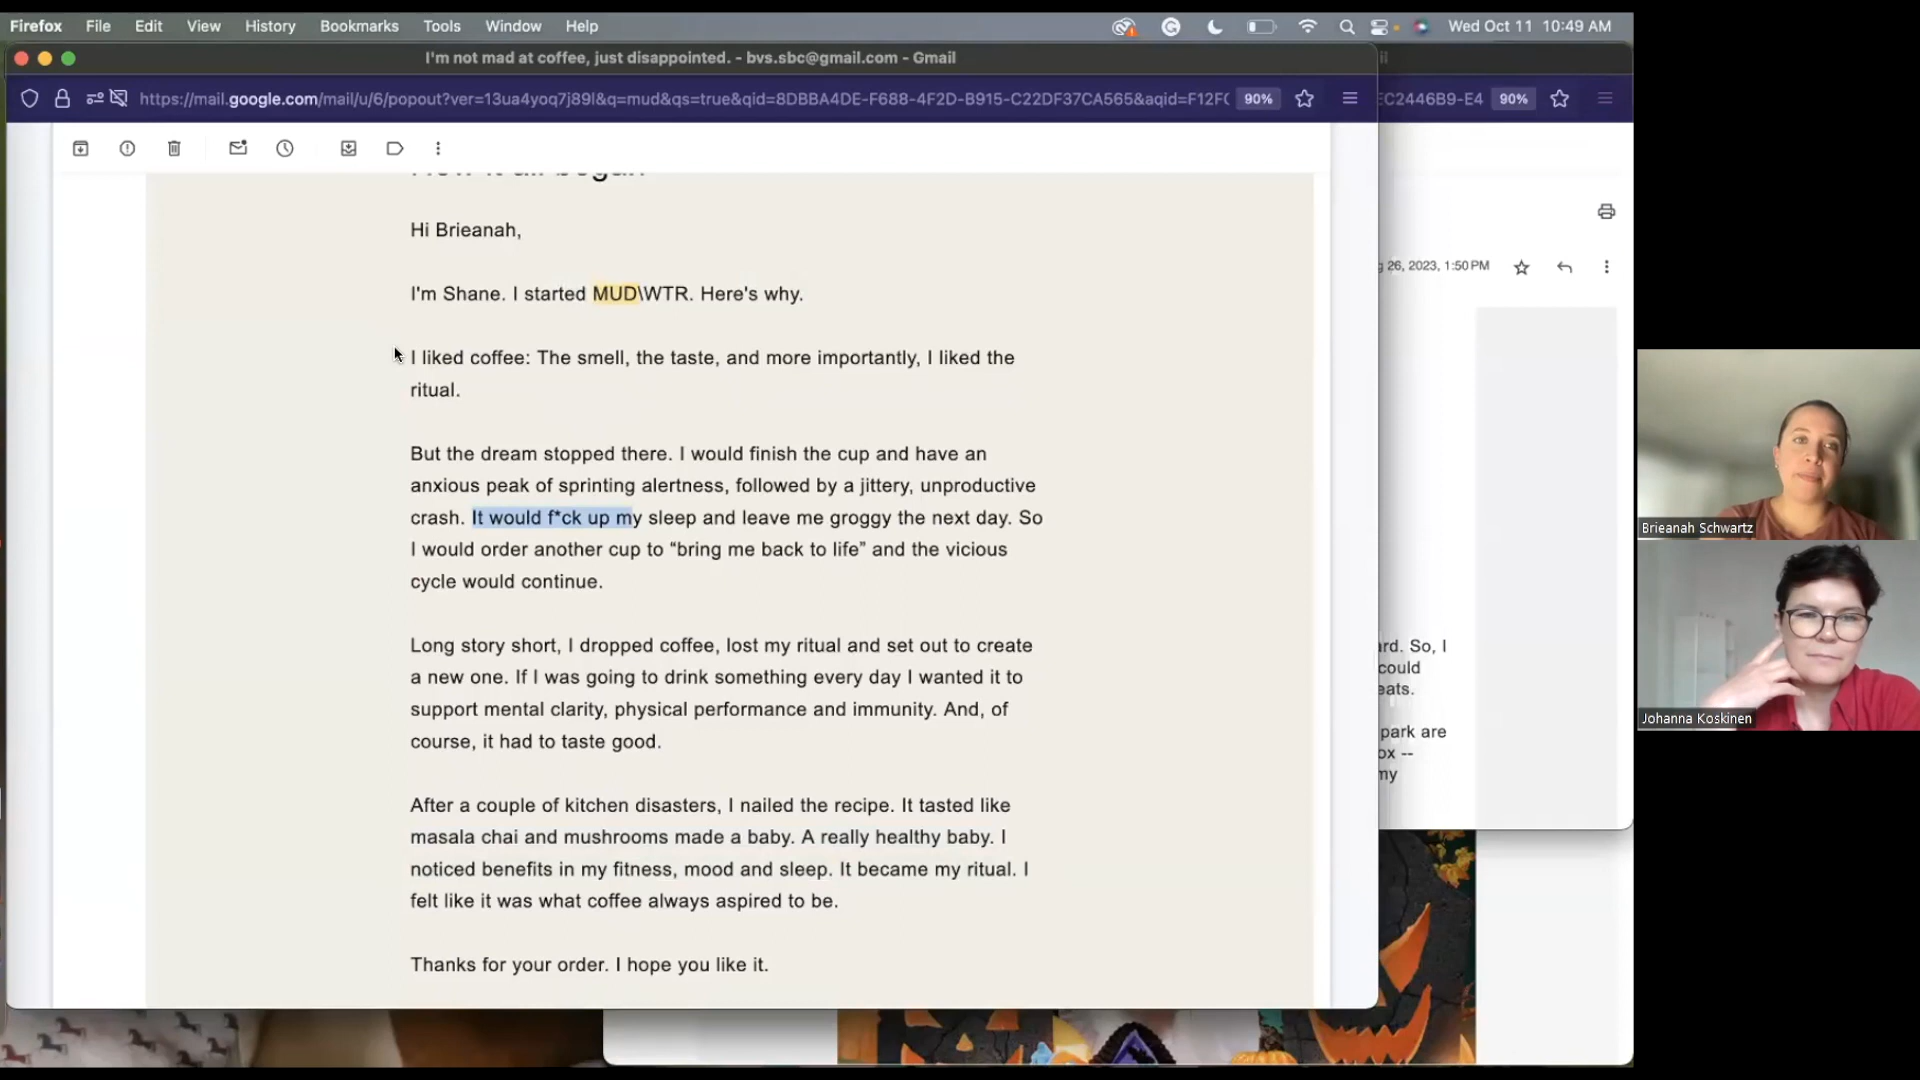 Firefox File Edit View History Bookmarks Tools Window Help Wed Oct 11 10:49 AM
I'm not mad at coffee, just disappointed. - bvs.sbc@gmail.com - Gmail
https://mail.google.com/mail/u/6/popout?ver=13ua4yoq7j89l&q=mud&qs=true&qid=8DBBA4DE-F688-4F2D-B915-C22DF37CA565&aqid=F12F 90%
EC2446B9-E4 90%
How it all began
Hi Brieanah,
I'm Shane. I started MUD\WTR. Here's why.
I liked coffee: The smell, the taste, and more importantly, I liked the
ritual.
But the dream stopped there. I would finish the cup and have an
anxious peak of sprinting alertness, followed by a jittery, unproductive
crash. It would f*ck up my sleep and leave me groggy the next day. So
I would order another cup to “bring me back to life” and the vicious
cycle would continue.
Long story short, I dropped coffee, lost my ritual and set out to create
a new one. If I was going to drink something every day I wanted it to
support mental clarity, physical performance and immunity. And, of
course, it had to taste good.
After a couple of kitchen disasters, I nailed the recipe. It tasted like
masala chai and mushrooms made a baby. A really healthy baby. I
noticed benefits in my fitness, mood and sleep. It became my ritual. I
felt like it was what coffee always aspired to be.
Thanks for your order. I hope you like it.
26, 2023, 1:50 PM
ard. So, I
could
eats.
park are
ox --
my
Brieanah Schwartz
Johanna Koskinen